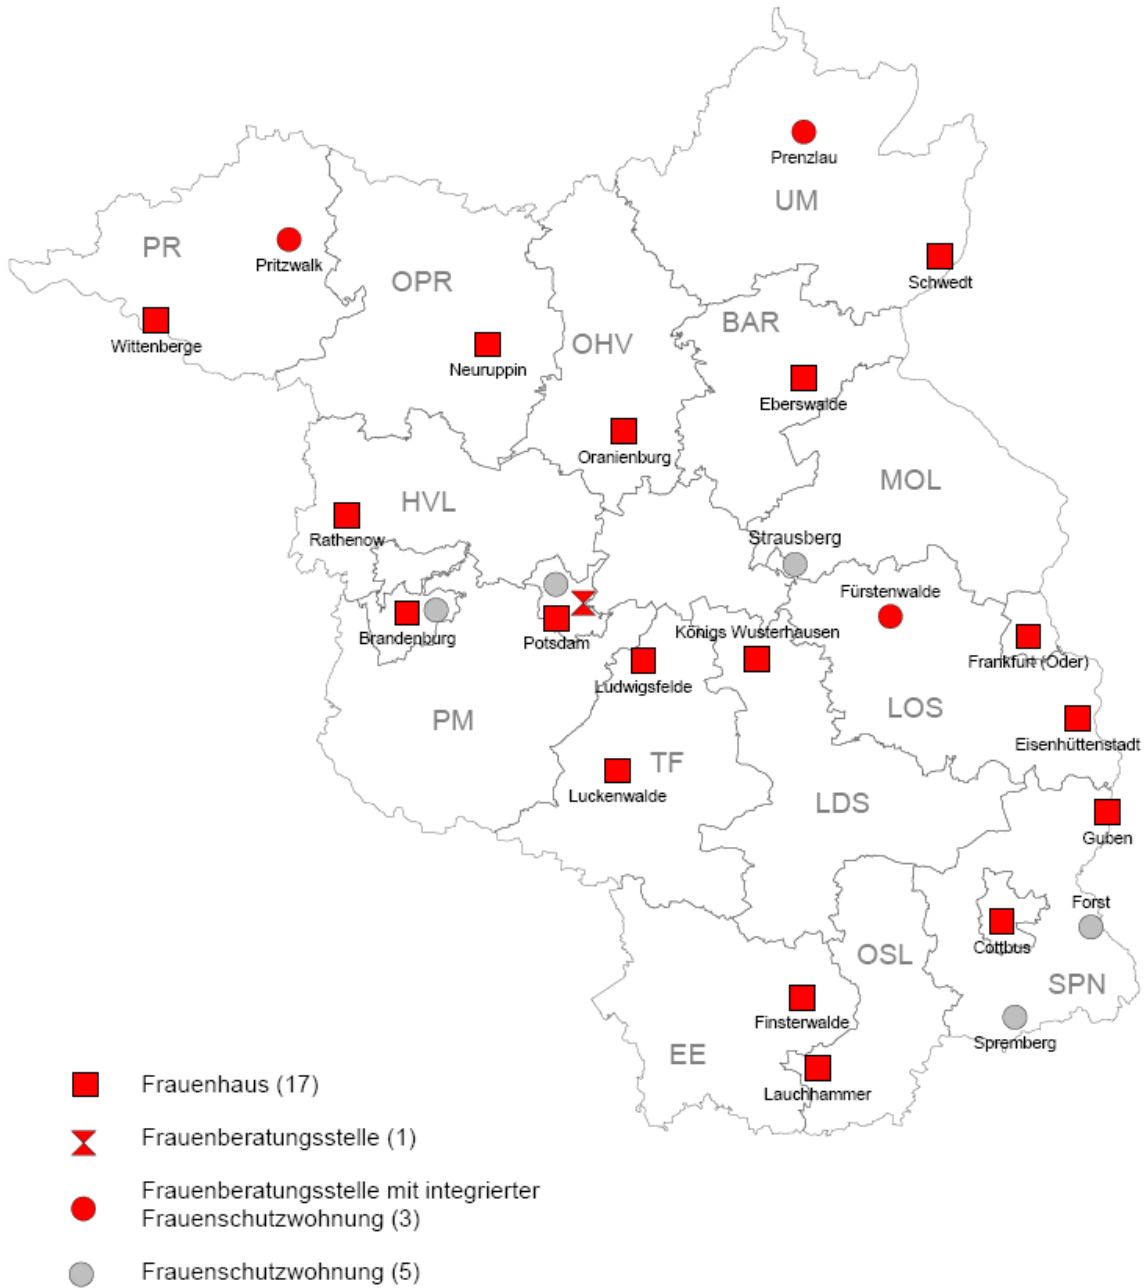 Prenzlau
UM
PR
Pritzwalk
OPR
Schwedt
BAR
Wittenberge
OHV
Neuruppin
Eberswalde
Oranienburg
MOL
HVL
Rathenow
Strausberg
Fürstenwalde
Brandenburg
Potsdam
Königs Wusterhausen
Frankfurt (Oder)
Ludwigsfelde
LOS
PM
Eisenhüttenstadt
TF
Luckenwalde
LDS
Guben
Forst
Cottbus
OSL
SPN
Finsterwalde
Spremberg
EE
Lauchhammer
Frauenhaus (17)
Frauenberatungsstelle (1)
Frauenberatungsstelle mit integrierter
Frauenschutzwohnung (3)
Frauenschutzwohnung (5)